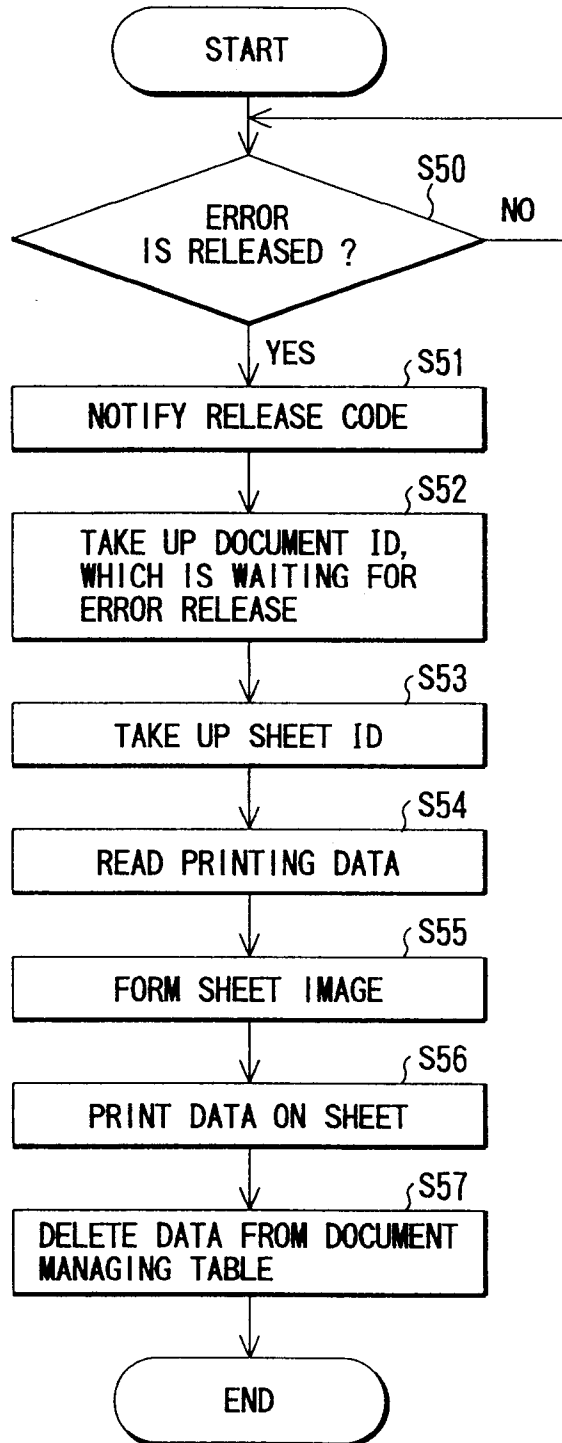 START
S50
ERROR
IS RELEASED ?
NO
YES
S51
NOTIFY RELEASE CODE
S52
TAKE UP DOCUMENT ID,
WHICH IS WAITING FOR
ERROR RELEASE
S53
TAKE UP SHEET ID
S54
READ PRINTING DATA
S55
FORM SHEET IMAGE
S56
PRINT DATA ON SHEET
S57
DELETE DATA FROM DOCUMENT
MANAGING TABLE
END